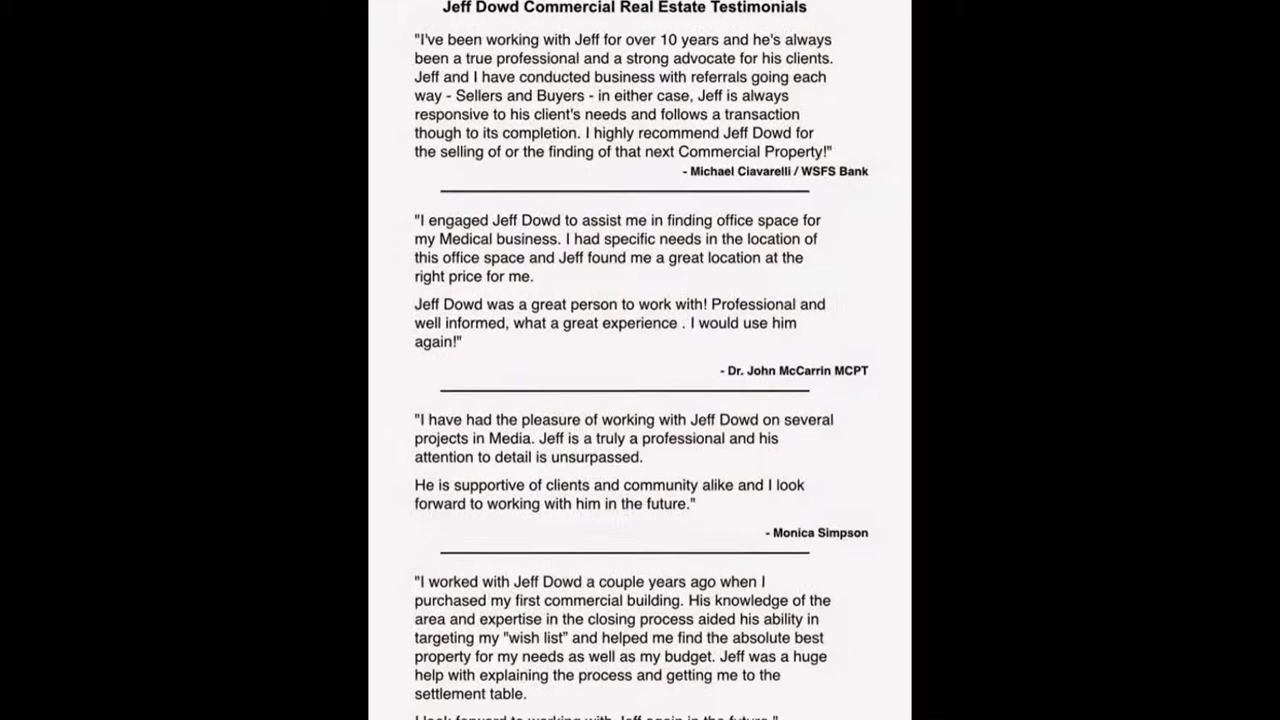 Jeff Dowd Commercial Real Estate Testimonials
"I've been working with Jeff for over 10 years and he's always
been a true professional and a strong advocate for his clients.
Jeff and I have conducted business with referrals going each
way - Sellers and Buyers - in either case, Jeff is always
responsive to his client's needs and follows a transaction
though to its completion. I highly recommend Jeff Dowd for
the selling of or the finding of that next Commercial Property!"
- Michael Ciavarelli / WSFS Bank
"I engaged Jeff Dowd to assist me in finding office space for
my Medical business. I had specific needs in the location of
this office space and Jeff found me a great location at the
right price for me.
Jeff Dowd was a great person to work with! Professional and
well informed, what a great experience . I would use him
again!"
- Dr. John McCarrin MCPT
"I have had the pleasure of working with Jeff Dowd on several
projects in Media. Jeff is a truly a professional and his
attention to detail is unsurpassed.
He is supportive of clients and community alike and I look
forward to working with him in the future."
- Monica Simpson
"I worked with Jeff Dowd a couple years ago when I
purchased my first commercial building. His knowledge of the
area and expertise in the closing process aided his ability in
targeting my "wish list" and helped me find the absolute best
property for my needs as well as my budget. Jeff was a huge
help with explaining the process and getting me to the
settlement table.
I look forward to working with Jeff again in the future."